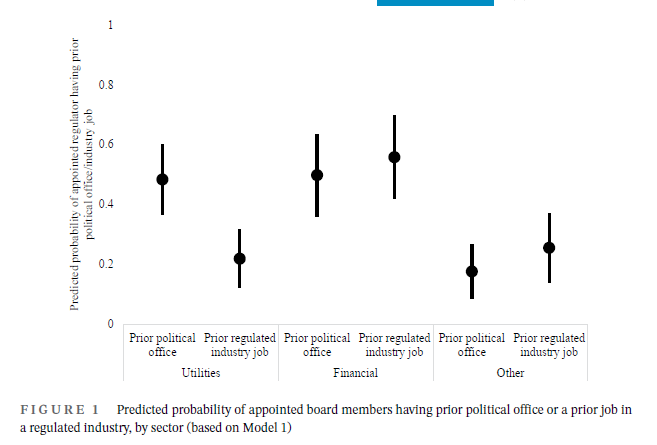 1
Predicted probability of appointed regulator having prior
political office/industry job
0.8
0.6
0.4
0.2
0
Prior political Prior regulated Prior political Prior regulated Prior political Prior regulated
office industry job office industry job office industry job
Utilities Financial Other
FIGURE 1 Predicted probability of appointed board members having prior political office or a prior job in
a regulated industry, by sector (based on Model 1)